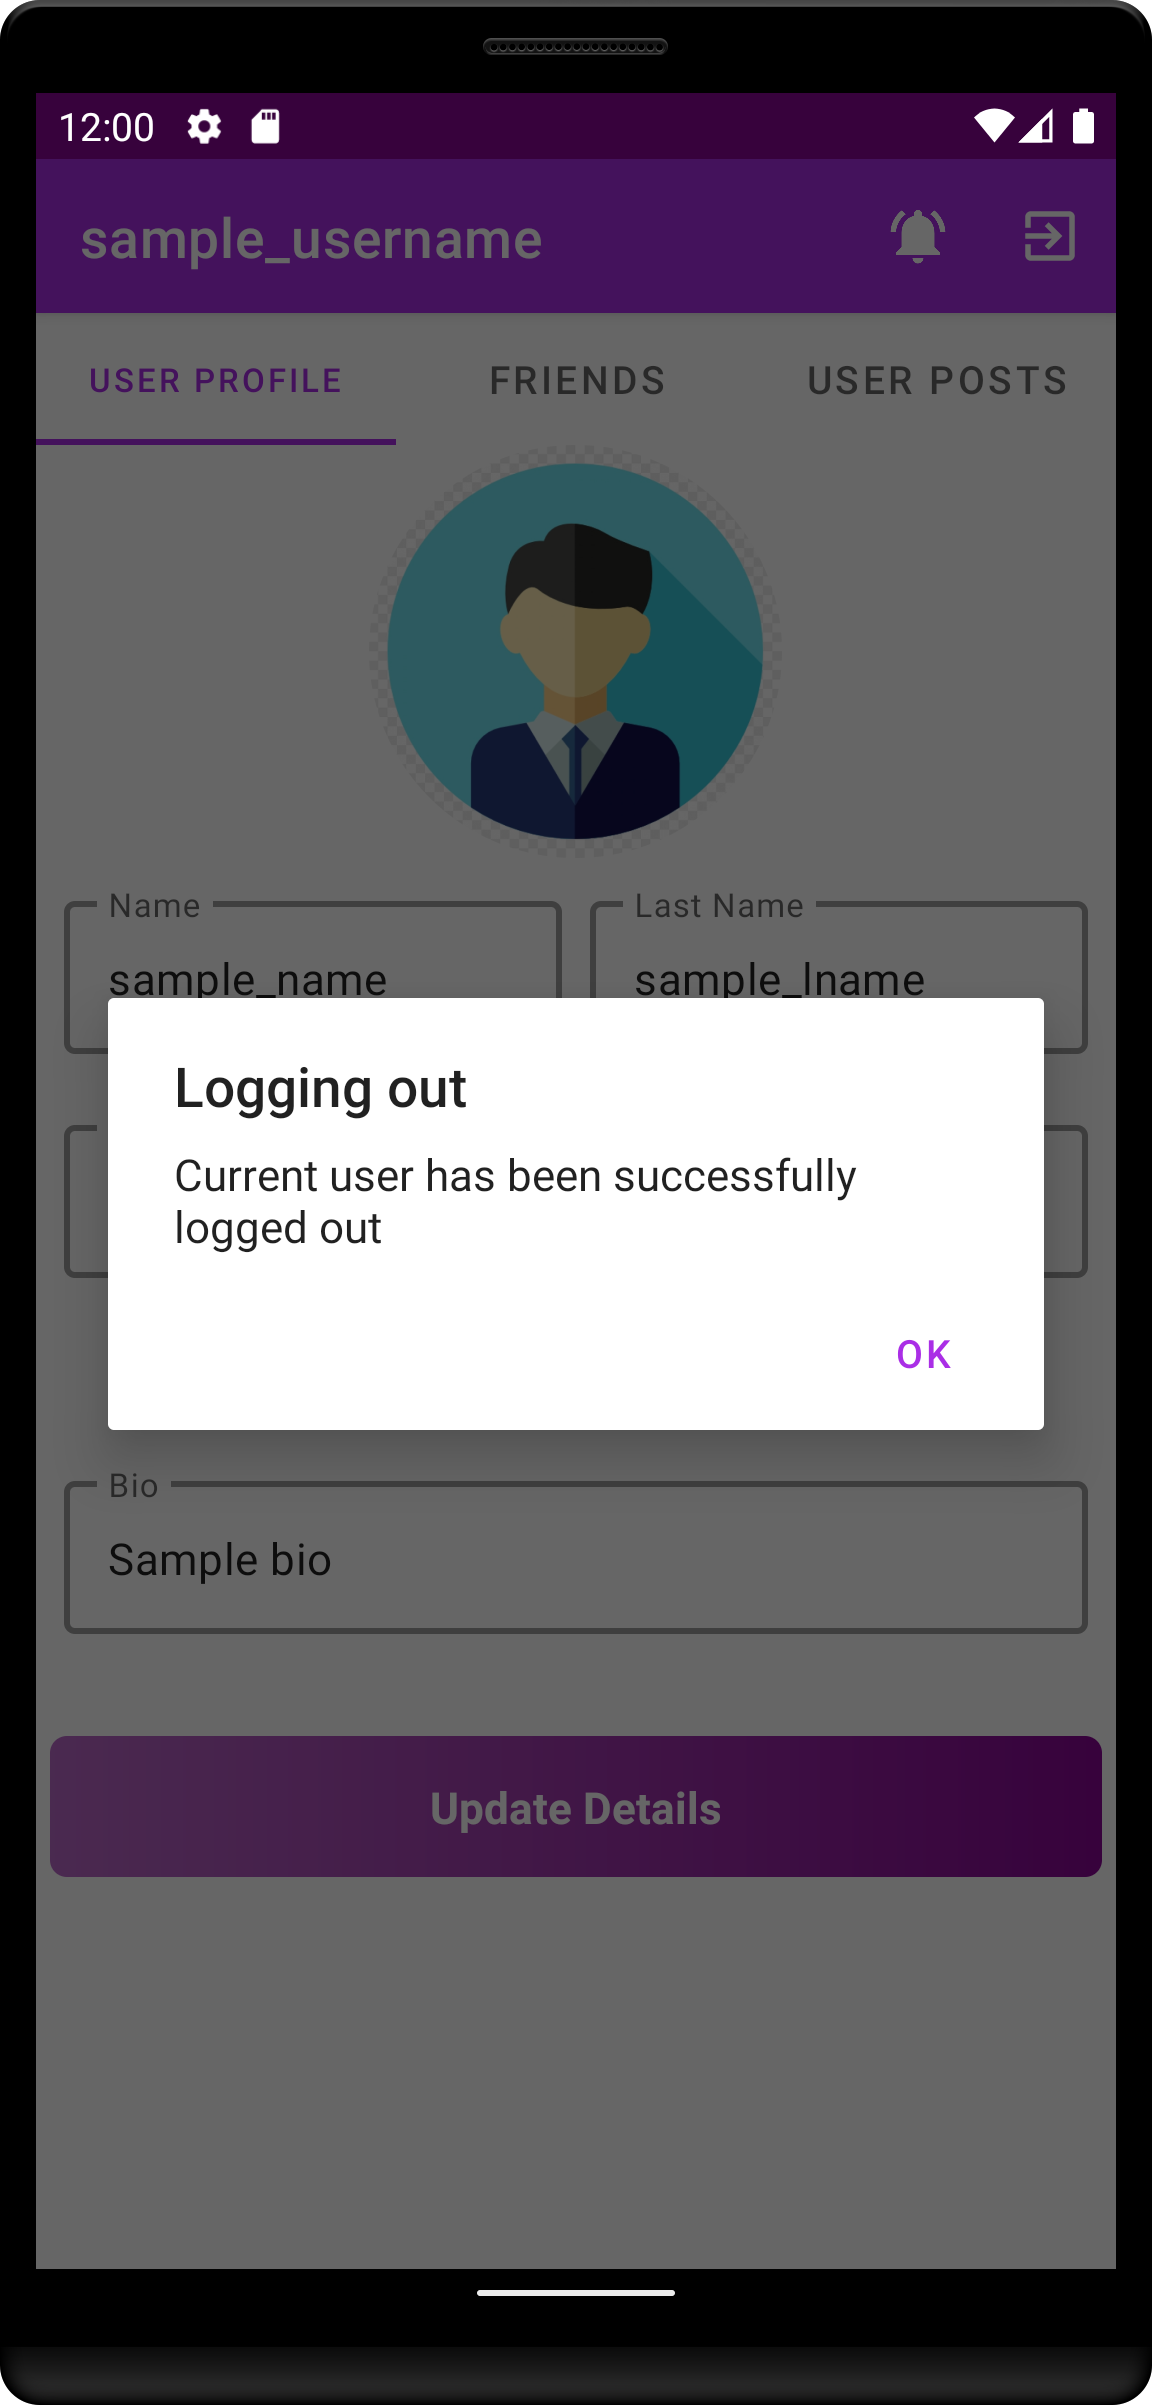 12:00
sample_username
USER PROFILE FRIENDS USER POSTS
Name Last Name
sample_name sample_lname
Logging out
Current user has been successfully
logged out
OK
Bio
Sample bio
Update Details